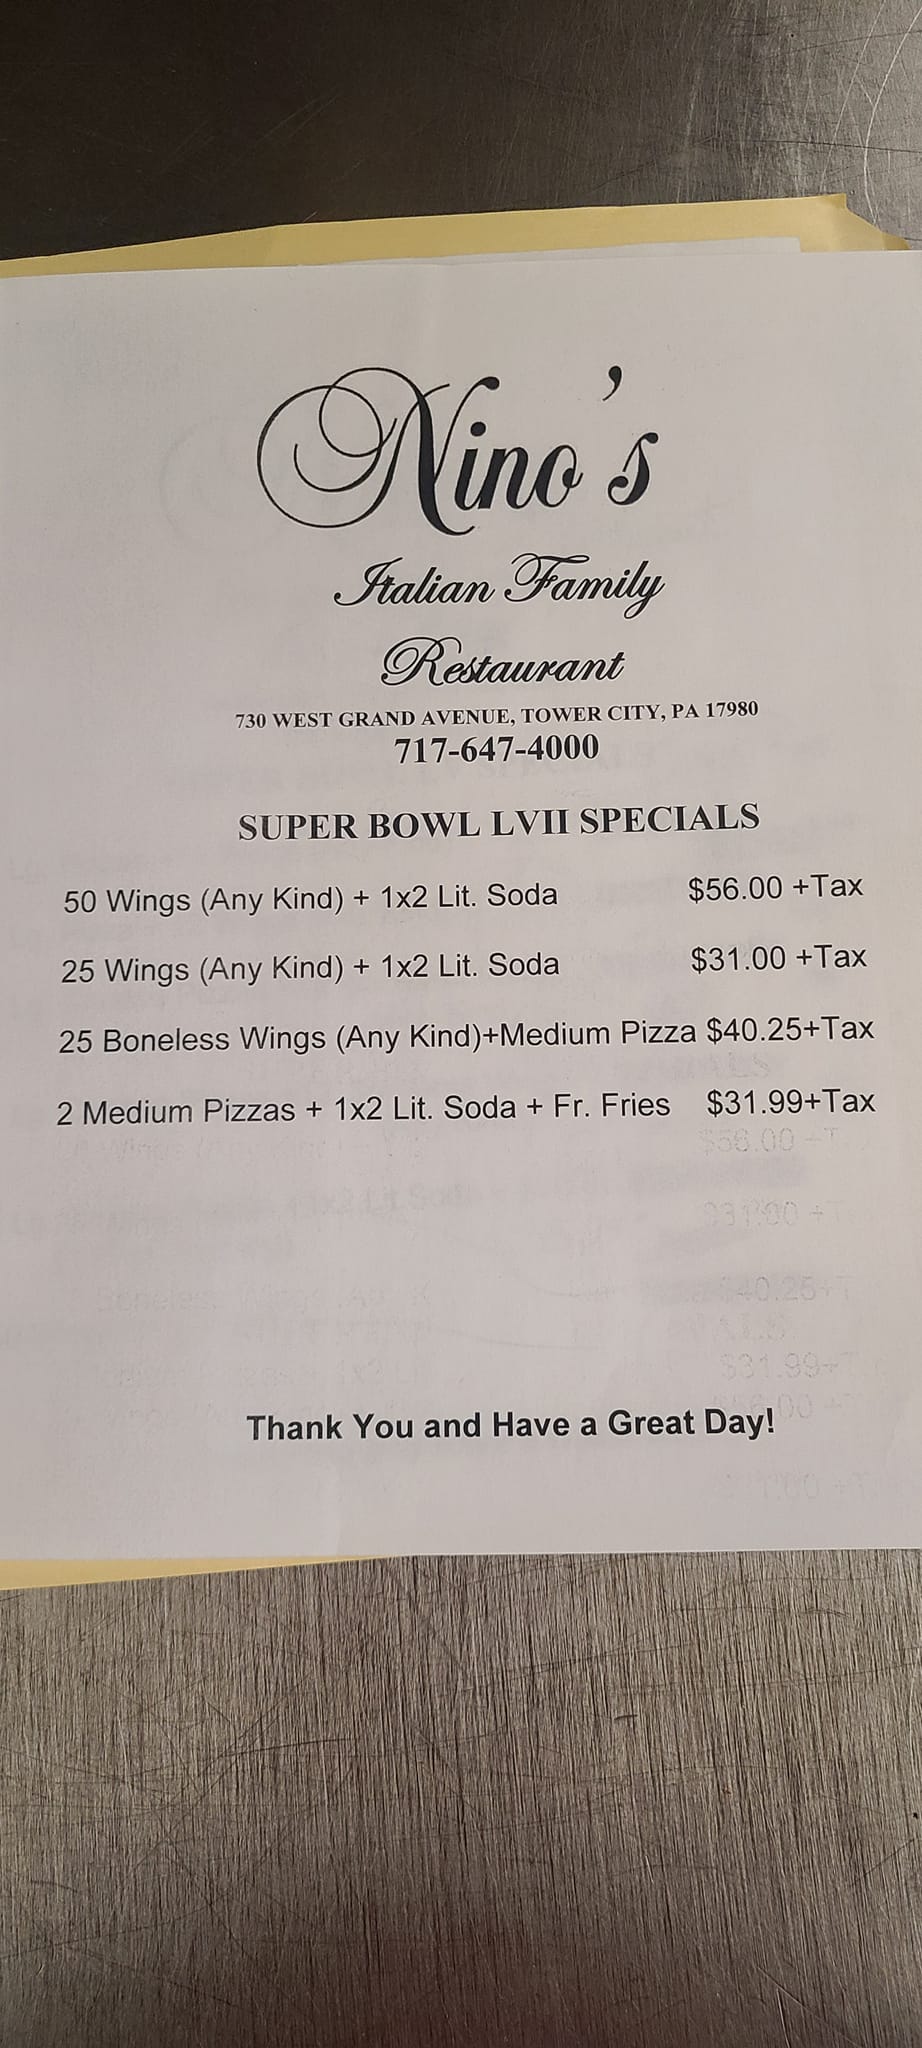 Nino's
Italian Family
Restaurant
730 WEST GRAND AVENUE, TOWER CITY, PA 17980
717-647-4000
SUPER BOWL LVII SPECIALS
50 Wings (Any Kind) + 1x2 Lit. Soda $56.00 +Tax
25 Wings (Any Kind) + 1x2 Lit. Soda $31.00 +Tax
25 Boneless Wings (Any Kind)+Medium Pizza $40.25+Tax
2 Medium Pizzas + 1x2 Lit. Soda + Fr. Fries $31.99+Tax
Thank You and Have a Great Day!